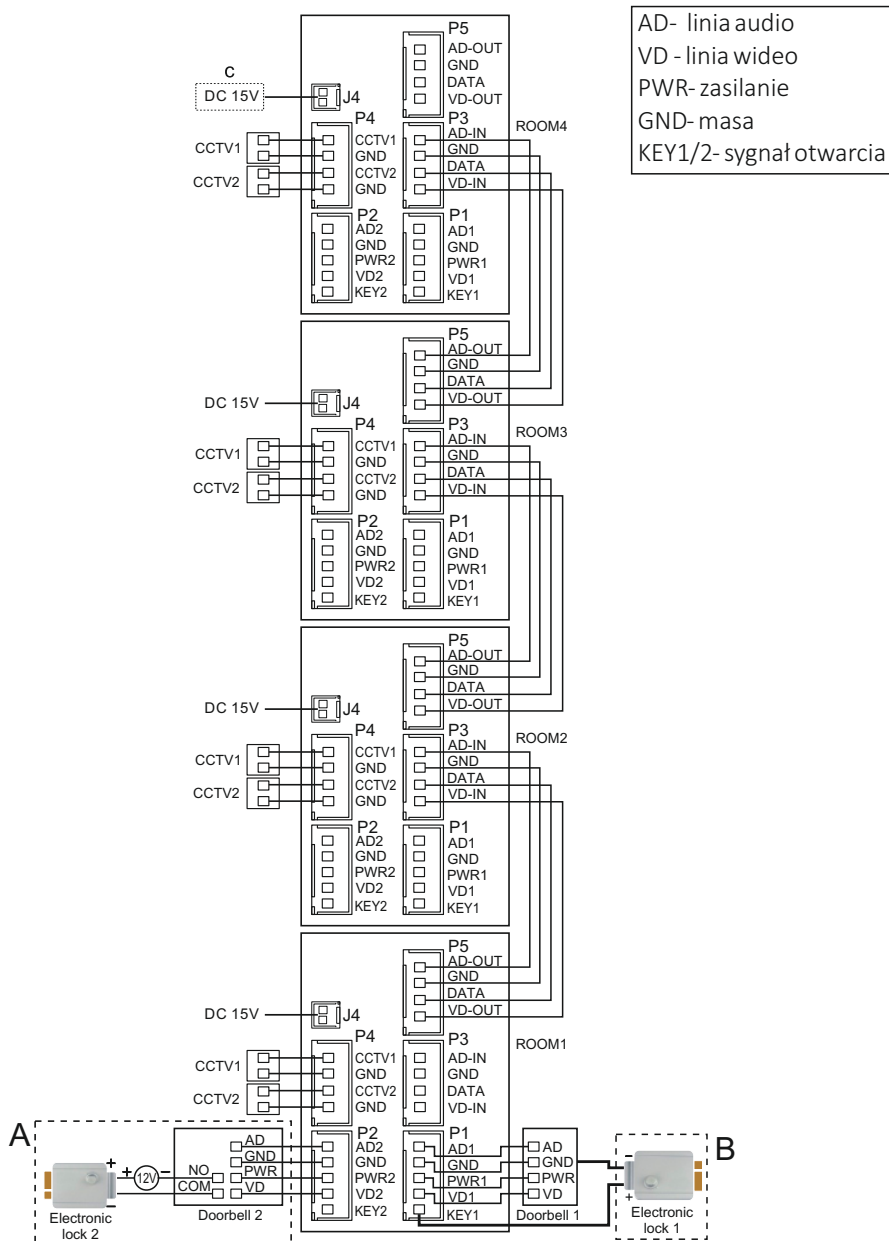 AD- linia audio
VD - linia wideo
PWR- zasilanie
GND- masa
KEY1/2- sygnał otwarcia
P5
AD-OUT
GND
DATA
VD-OUT
c
DC 15V
J4
P4
CCTV1
GND
CCTV2
GND
CCTV1
CCTV2
P3
AD-IN
GND
DATA
VD-IN
ROOM4
P2
AD2
GND
PWR2
VD2
KEY2
P1
AD1
GND
PWR1
VD1
KEY1
P5
AD-OUT
GND
DATA
VD-OUT
DC 15V
J4
P4
CCTV1
GND
CCTV2
GND
CCTV1
CCTV2
P3
AD-IN
GND
DATA
VD-IN
ROOM3
P2
AD2
GND
PWR2
VD2
KEY2
P1
AD1
GND
PWR1
VD1
KEY1
P5
AD-OUT
GND
DATA
VD-OUT
DC 15V
J4
P4
CCTV1
GND
CCTV2
GND
CCTV1
CCTV2
P3
AD-IN
GND
DATA
VD-IN
ROOM2
P2
AD2
GND
PWR2
VD2
KEY2
P1
AD1
GND
PWR1
VD1
KEY1
P5
AD-OUT
GND
DATA
VD-OUT
DC 15V
J4
P4
CCTV1
GND
CCTV2
GND
CCTV1
CCTV2
P3
AD-IN
GND
DATA
VD-IN
ROOM1
A
+
–
+ 12V –
NO
COM
AD
GND
PWR
VD
Electronic
lock 2
Doorbell 2
P2
AD2
GND
PWR2
VD2
KEY2
P1
AD1
GND
PWR1
VD1
KEY1
AD
GND
PWR
VD
Doorbell 1
–
+
B
Electronic
lock 1